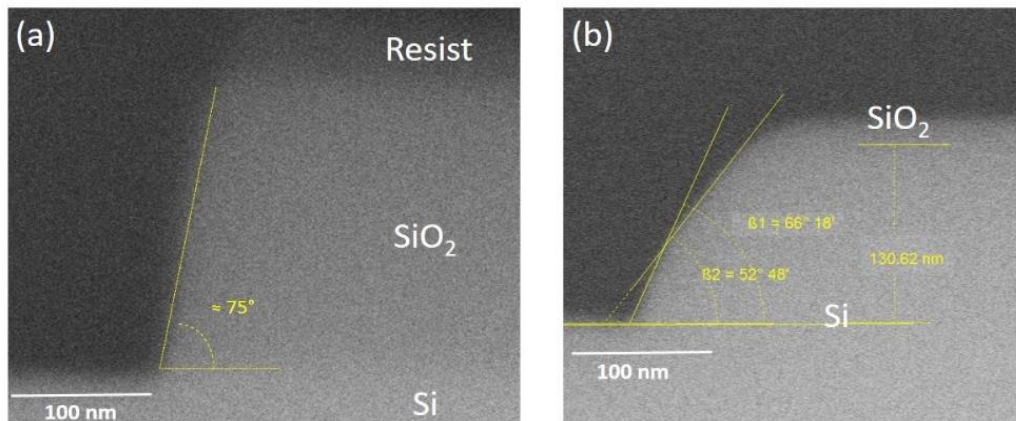 (a)
Resist
SiO₂
≈ 75°
100 nm
Si
(b)
SiO₂
ß1 = 66° 18'
ß2 = 52° 48'
130.62 nm
Si
100 nm